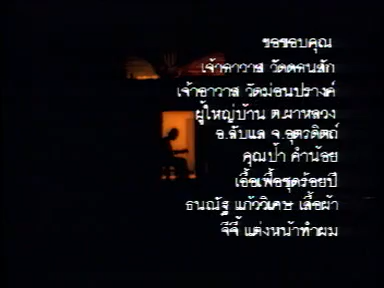 ขอขอบคุณ
เจ้าอาวาส วัดดอนสัก
เจ้าอาวาส วัดม่อนปรางค์
ผู้ใหญ่บ้าน ต.ผาหลวง
อ.ลับแล จ.อุตรดิตถ์
คุณป้า คำน้อย
เอื้อเฟื้อชุดร้อยปี
ธนณัฐ แก้ววิเศษ เสื้อผ้า
จีจี้ แต่งหน้าทำผม